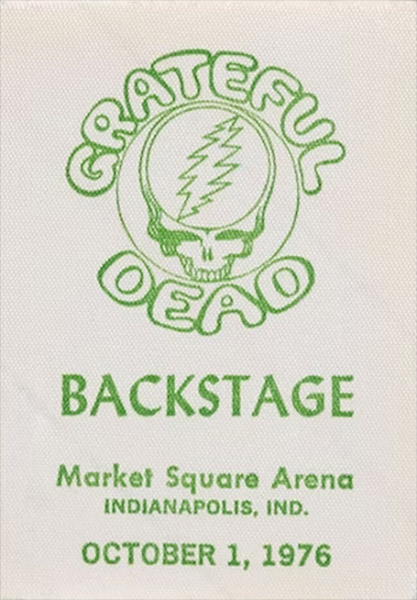 GRATEFUL
DEAD
BACKSTAGE
Market Square Arena
INDIANAPOLIS, IND.
OCTOBER 1, 1976